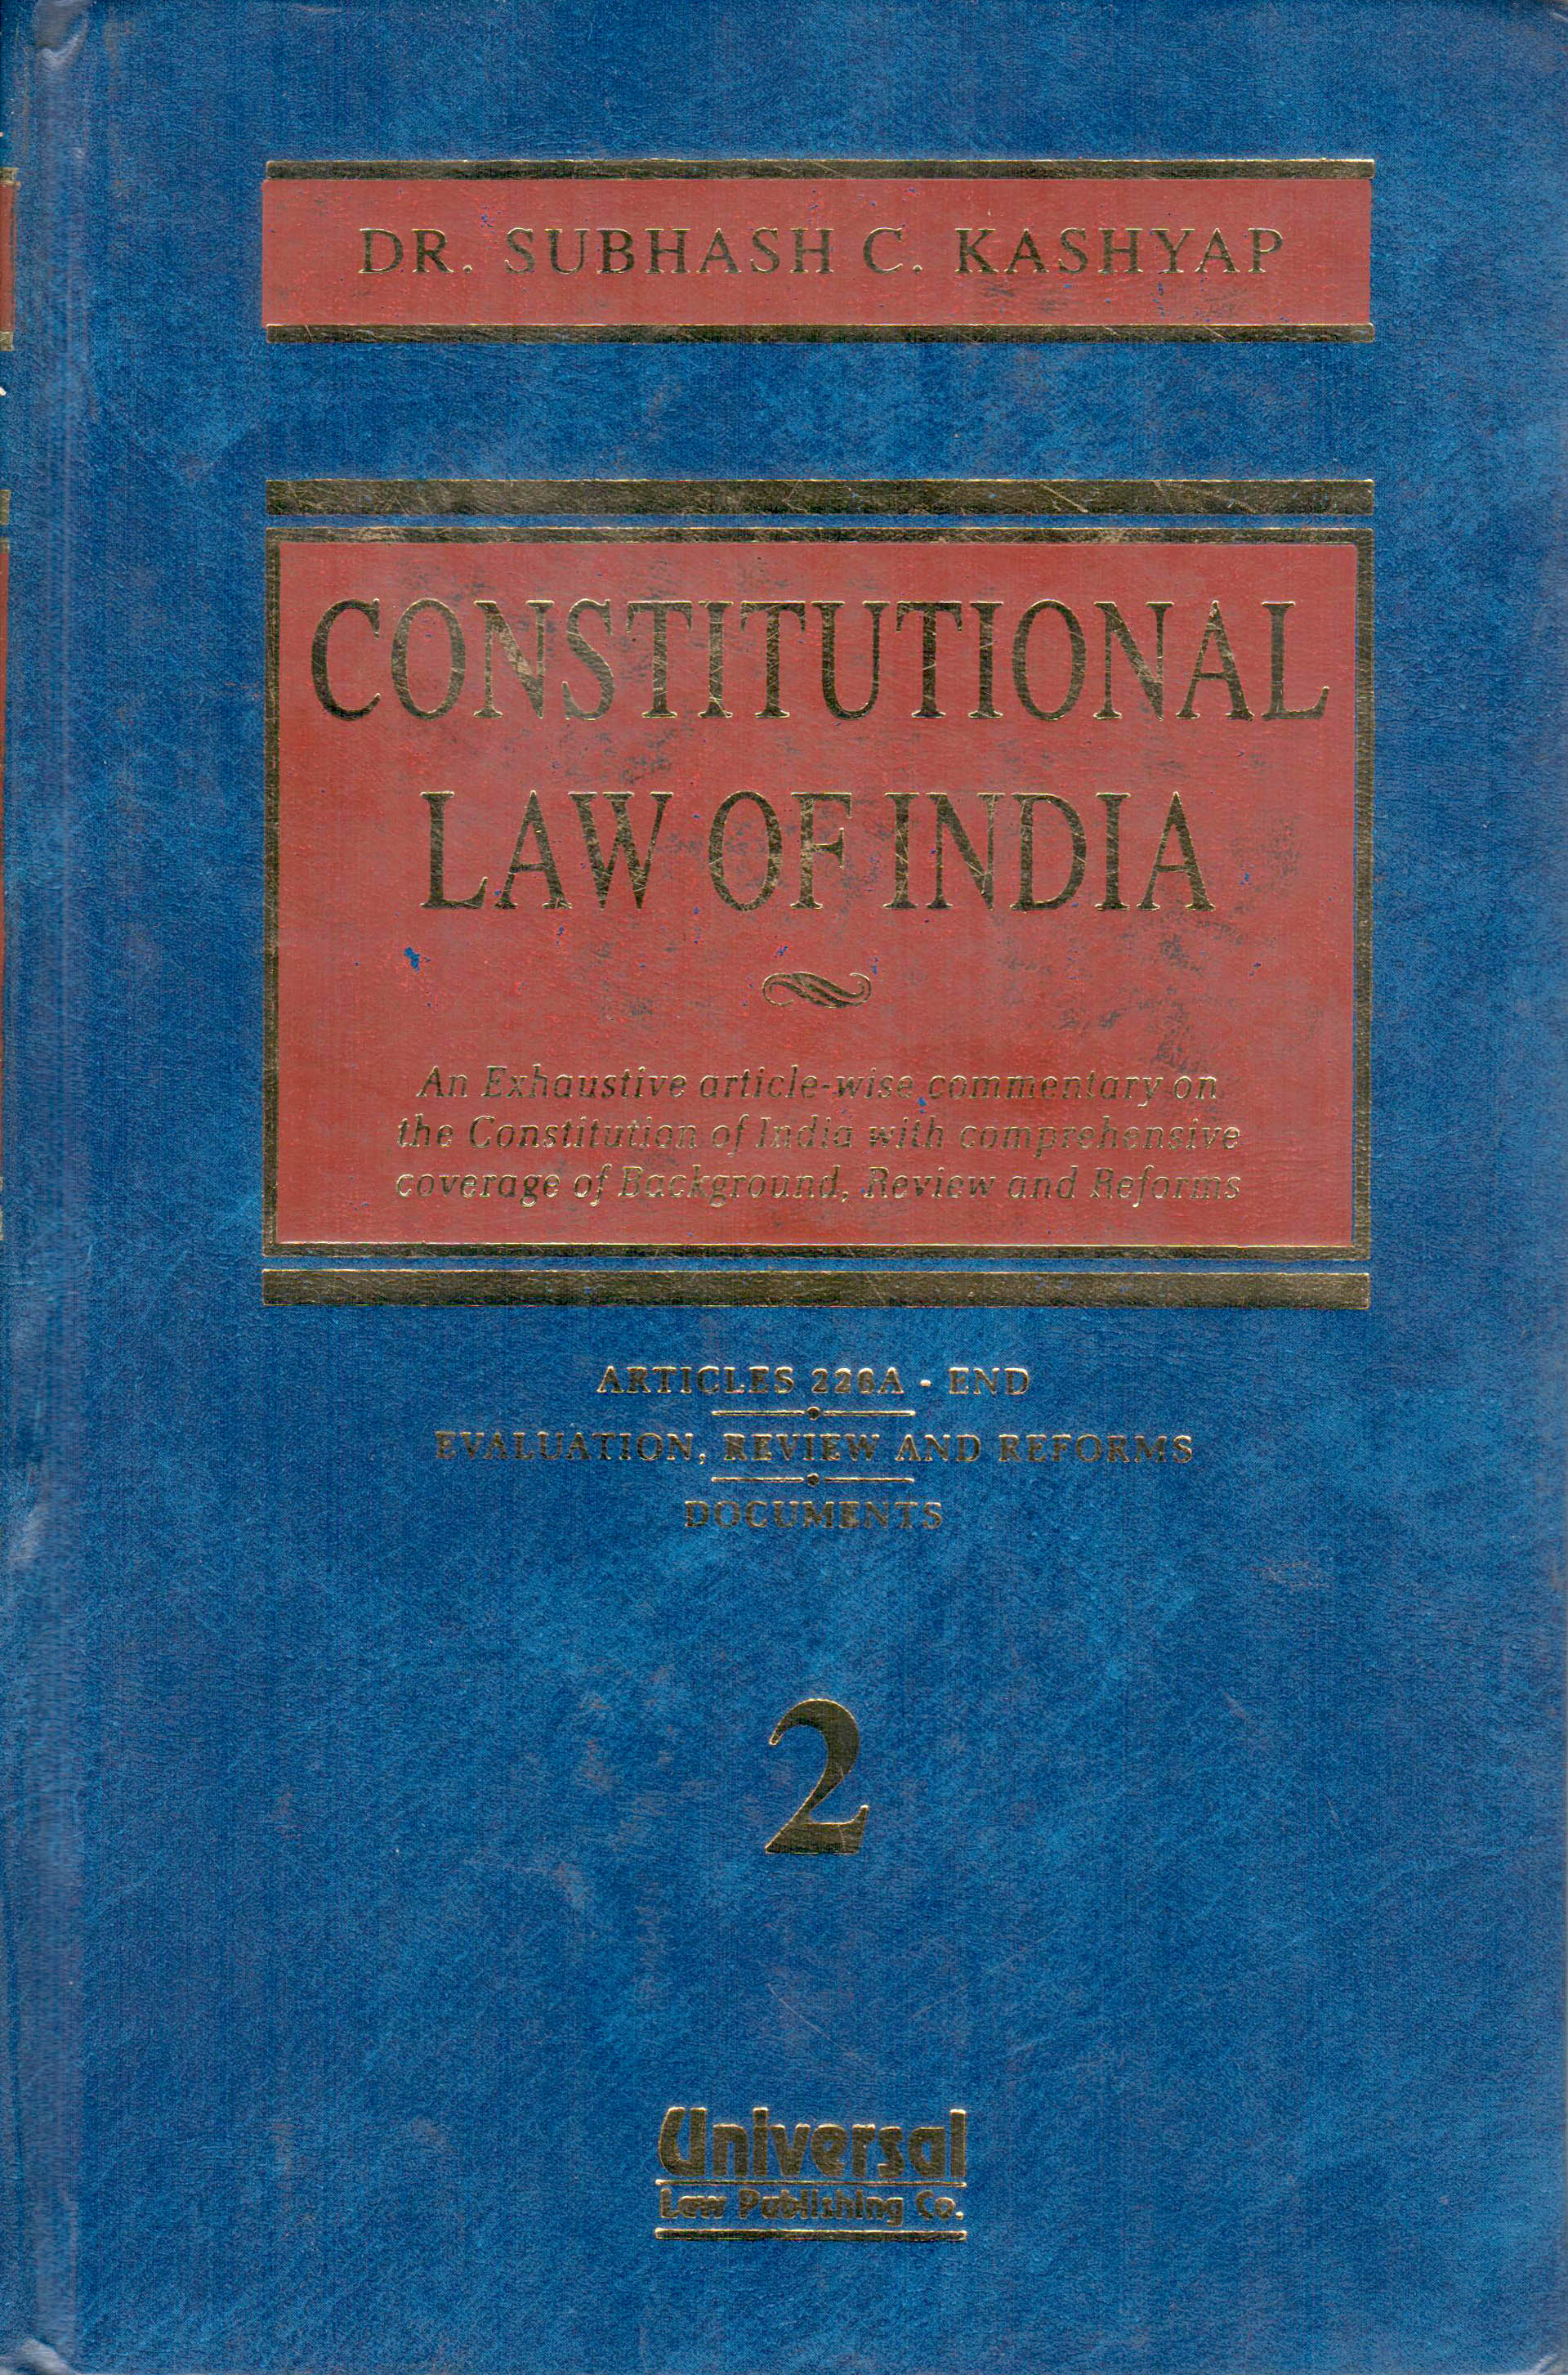 DR. SUBHASH C. KASHYAP
CONSTITUTIONAL
LAW OF INDIA
An Exhaustive article-wise commentary on
the Constitution of India with comprehensive
coverage of Background, Review and Reforms
ARTICLES 226A - END
EVALUATION, REVIEW AND REFORMS
DOCUMENTS
2
Universal
Law Publishing Co.